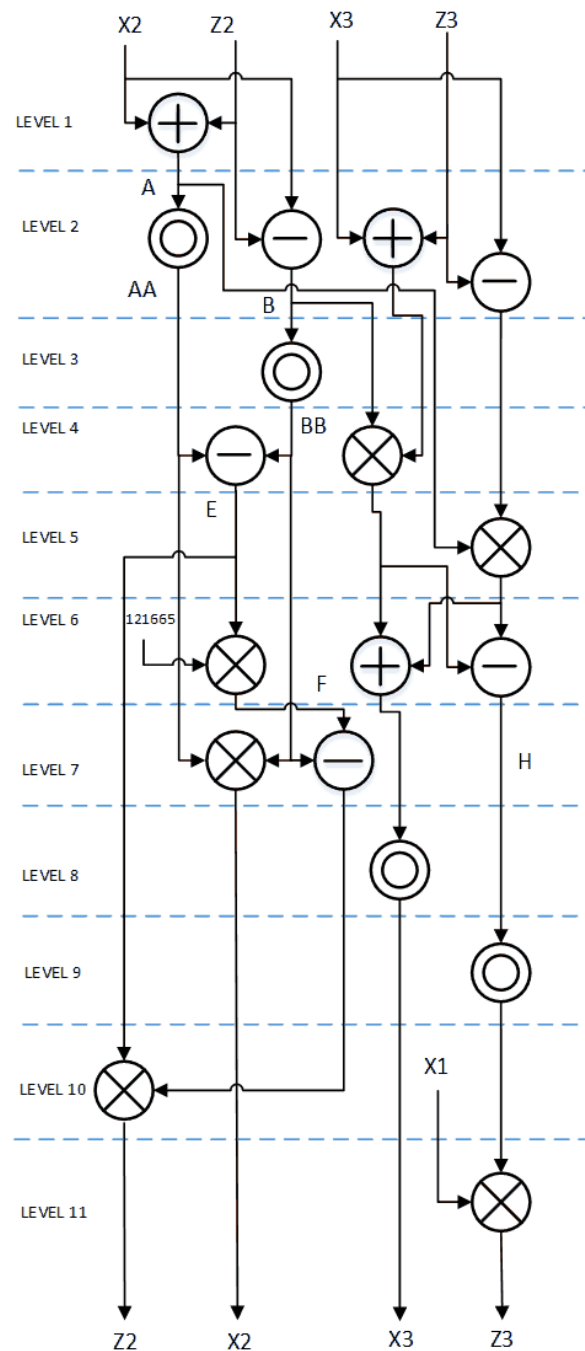 X2 Z2 X3 Z3
LEVEL 1
A
LEVEL 2
AA
B
LEVEL 3
BB
LEVEL 4
E
LEVEL 5
LEVEL 6
121665
F
LEVEL 7
H
LEVEL 8
LEVEL 9
X1
LEVEL 10
LEVEL 11
Z2 X2 X3 Z3